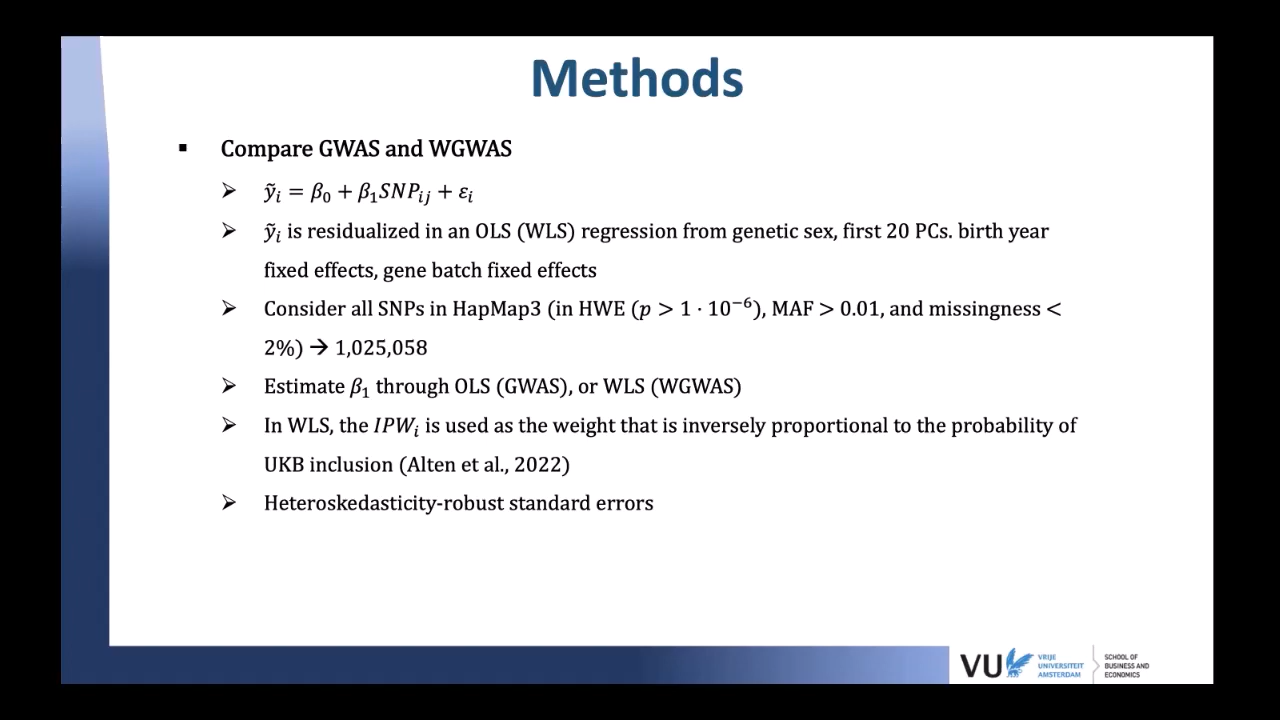 Methods
▪ Compare GWAS and WGWAS
➢ ỹᵢ = β₀ + β₁SNPᵢⱼ + εᵢ
➢ ỹᵢ is residualized in an OLS (WLS) regression from genetic sex, first 20 PCs. birth year
fixed effects, gene batch fixed effects
➢ Consider all SNPs in HapMap3 (in HWE (p > 1 · 10⁻⁶), MAF > 0.01, and missingness <
2%) → 1,025,058
➢ Estimate β₁ through OLS (GWAS), or WLS (WGWAS)
➢ In WLS, the IPWᵢ is used as the weight that is inversely proportional to the probability of
UKB inclusion (Alten et al., 2022)
➢ Heteroskedasticity-robust standard errors
VU
VRIJE
UNIVERSITEIT
AMSTERDAM
SCHOOL OF
BUSINESS AND
ECONOMICS